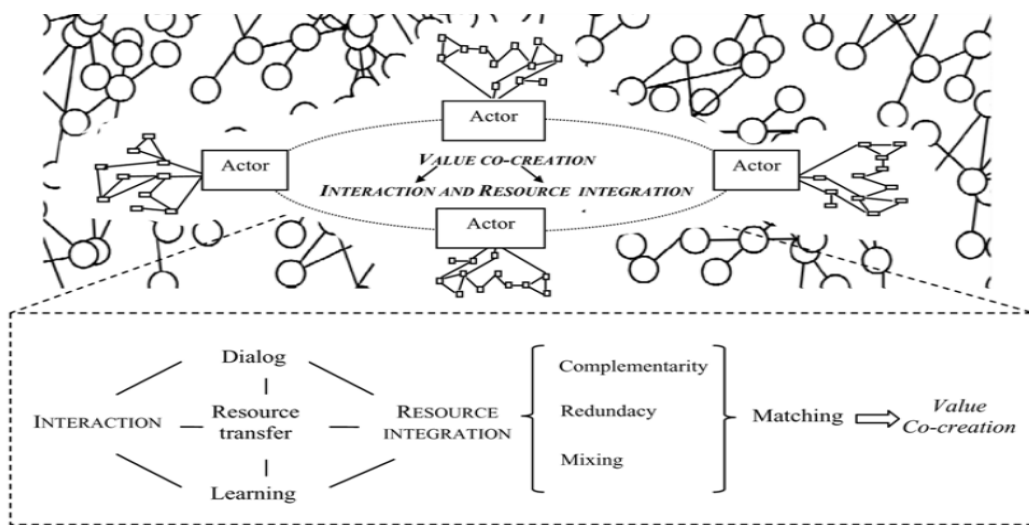 Actor
VALUE CO-CREATION
Actor
Actor
INTERACTION AND RESOURCE INTEGRATION
Actor
Dialog
Complementarity
INTERACTION
Resource
transfer
RESOURCE
INTEGRATION
Redundacy
Matching
Value
Co-creation
Mixing
Learning